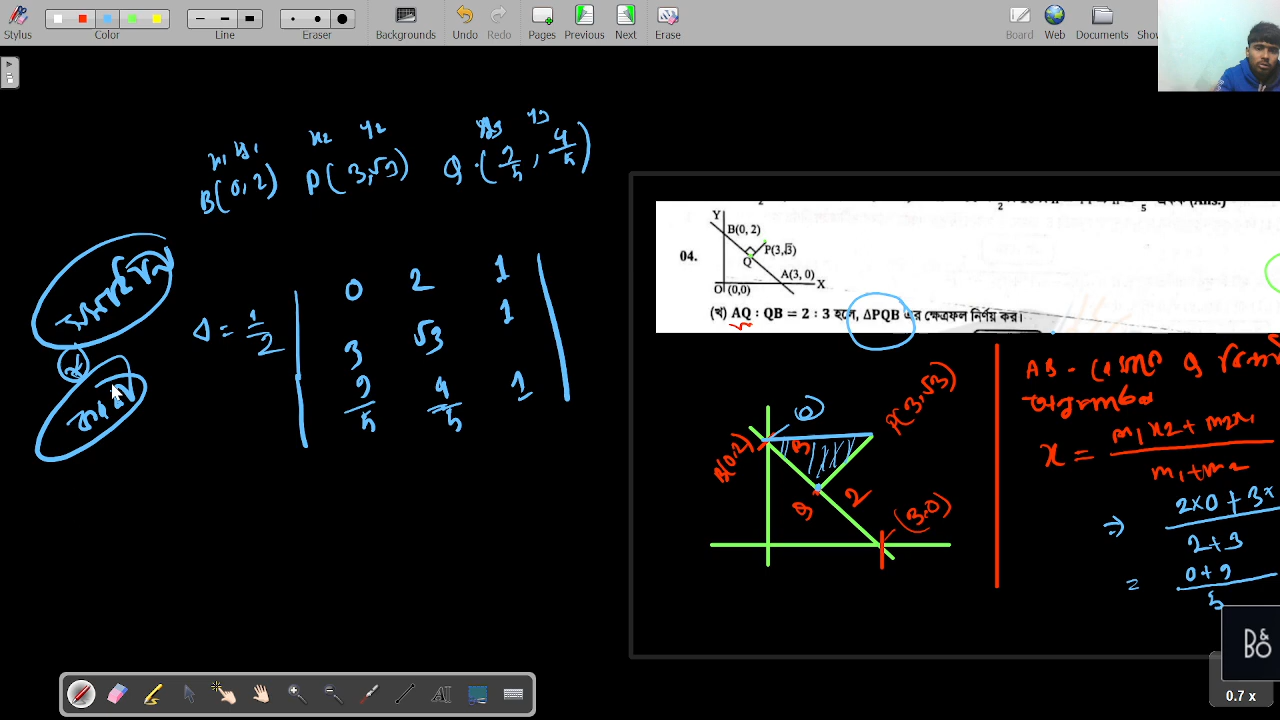 Stylus
Color
Line
Eraser
Backgrounds
Undo
Redo
Pages
Previous
Next
Erase
Board
Web
Documents
Show
x₁ y₁ x₂ y₂ y₃
B(0, 2) P(3, √3) Q(9/5, 4/5)
Δ = 1/2
0 2 1
3 √3 1
9/5 4/5 1
Y
B(0, 2)
04.
P(3,√3)
Q
A(3, 0)
O (0,0) X
(খ) AQ : QB = 2 : 3 হলে, ΔPQB এর ক্ষেত্রফল নির্ণয় কর।
B(0,2)
P(3, √3)
3
2
(3,0)
x = m₁x₂ + m₂x₁ / m₁+m₂
⇒ 2×0 + 3× / 2+3
= 0+9 / 5
B&O
0.7 x